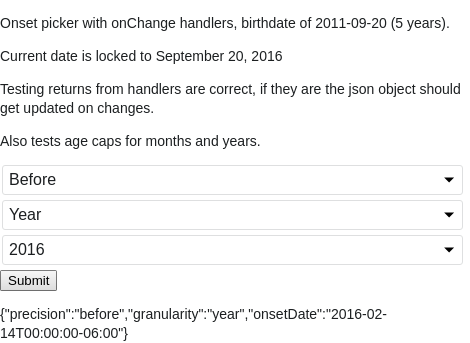 Onset picker with onChange handlers, birthdate of 2011-09-20 (5 years).
Current date is locked to September 20, 2016
Testing returns from handlers are correct, if they are the json object should
get updated on changes.
Also tests age caps for months and years.
Before
Year
2016
Submit
{"precision":"before","granularity":"year","onsetDate":"2016-02-
14T00:00:00-06:00"}